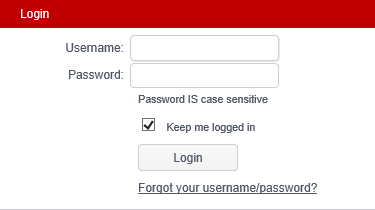 Login
Username:
Password:
Password IS case sensitive
Keep me logged in
Login
Forgot your username/password?